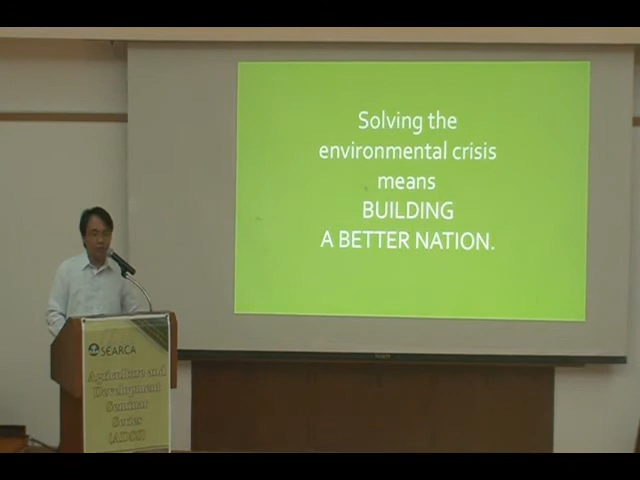 Solving the
environmental crisis
means
BUILDING
A BETTER NATION.
SEARCA
Agriculture and
Development
Seminar
Series
(ADSS)